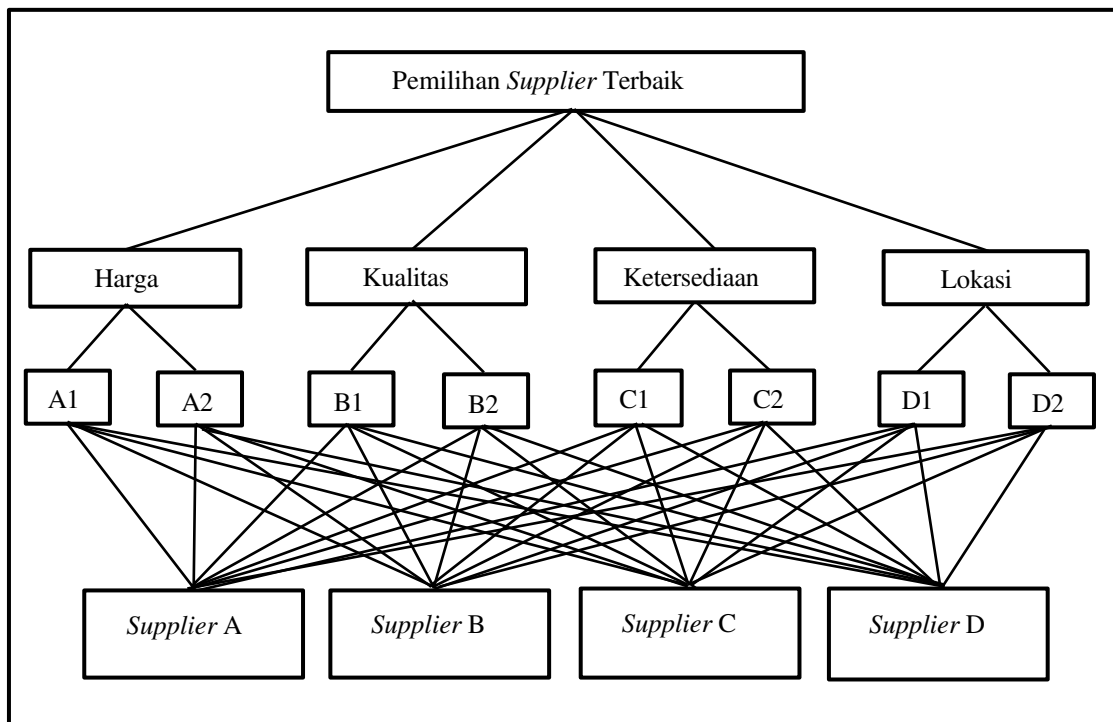 Pemilihan Supplier Terbaik
Harga
Kualitas
Ketersediaan
Lokasi
A1
A2
B1
B2
C1
C2
D1
D2
Supplier A
Supplier B
Supplier C
Supplier D